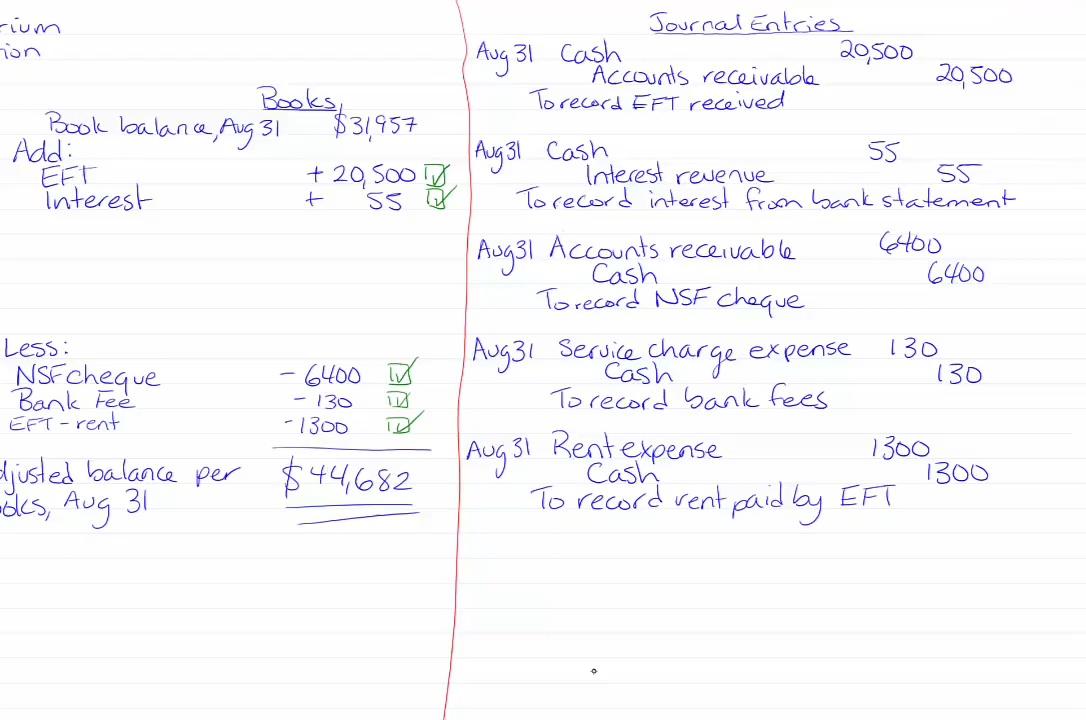 rium
ion
Books
Book balance, Aug 31 $31,957
Add:
EFT + 20,500
Interest + 55
Less:
NSF cheque - 6400
Bank Fee - 130
EFT - rent - 1300
djusted balance per $44,682
oks, Aug 31
Journal Entries
Aug 31 Cash 20,500
Accounts receivable 20,500
To record EFT received
Aug 31 Cash 55
Interest revenue 55
To record interest from bank statement
Aug 31 Accounts receivable 6400
Cash 6400
To record NSF cheque
Aug 31 Service charge expense 130
Cash 130
To record bank fees
Aug 31 Rent expense 1300
Cash 1300
To record rent paid by EFT